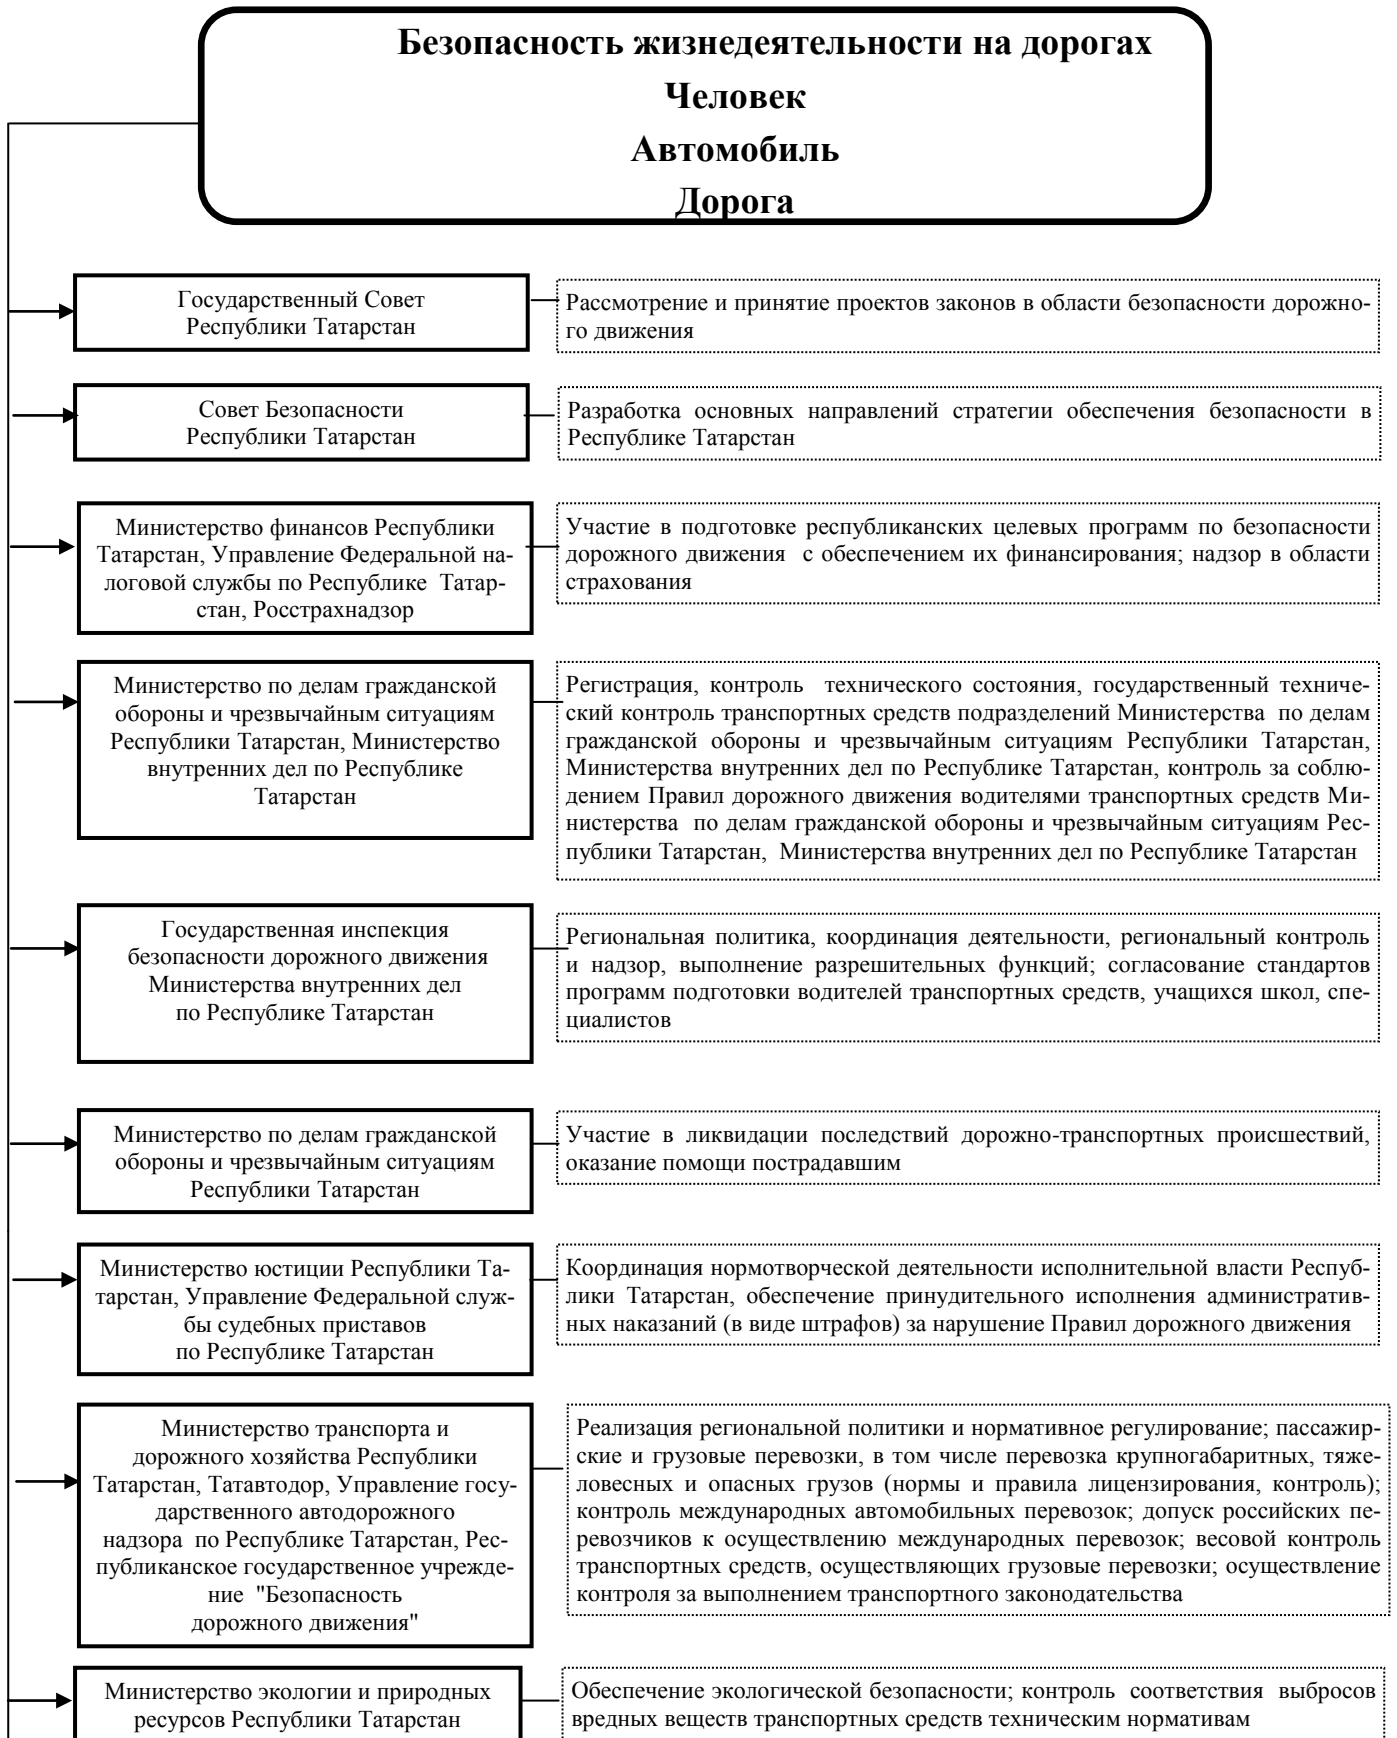 Безопасность жизнедеятельности на дорогах
Человек
Автомобиль
Дорога
Государственный Совет
Республики Татарстан
Рассмотрение и принятие проектов законов в области безопасности дорожно-
го движения
Совет Безопасности
Республики Татарстан
Разработка основных направлений стратегии обеспечения безопасности в
Республике Татарстан
Министерство финансов Республики
Татарстан, Управление Федеральной на-
логовой службы по Республике Татар-
стан, Росстрахнадзор
Участие в подготовке республиканских целевых программ по безопасности
дорожного движения с обеспечением их финансирования; надзор в области
страхования
Министерство по делам гражданской
обороны и чрезвычайным ситуациям
Республики Татарстан, Министерство
внутренних дел по Республике
Татарстан
Регистрация, контроль технического состояния, государственный техниче-
ский контроль транспортных средств подразделений Министерства по делам
гражданской обороны и чрезвычайным ситуациям Республики Татарстан,
Министерства внутренних дел по Республике Татарстан, контроль за соблю-
дением Правил дорожного движения водителями транспортных средств Ми-
нистерства по делам гражданской обороны и чрезвычайным ситуациям Рес-
публики Татарстан, Министерства внутренних дел по Республике Татарстан
Государственная инспекция
безопасности дорожного движения
Министерства внутренних дел
по Республике Татарстан
Региональная политика, координация деятельности, региональный контроль
и надзор, выполнение разрешительных функций; согласование стандартов
программ подготовки водителей транспортных средств, учащихся школ, спе-
циалистов
Министерство по делам гражданской
обороны и чрезвычайным ситуациям
Республики Татарстан
Участие в ликвидации последствий дорожно-транспортных происшествий,
оказание помощи пострадавшим
Министерство юстиции Республики Та-
тарстан, Управление Федеральной служ-
бы судебных приставов
по Республике Татарстан
Координация нормотворческой деятельности исполнительной власти Респуб-
лики Татарстан, обеспечение принудительного исполнения административ-
ных наказаний (в виде штрафов) за нарушение Правил дорожного движения
Министерство транспорта и
дорожного хозяйства Республики
Татарстан, Татавтодор, Управление госу-
дарственного автодорожного
надзора по Республике Татарстан, Рес-
публиканское государственное учрежде-
ние "Безопасность
дорожного движения"
Реализация региональной политики и нормативное регулирование; пассажир-
ские и грузовые перевозки, в том числе перевозка крупногабаритных, тяже-
ловесных и опасных грузов (нормы и правила лицензирования, контроль);
контроль международных автомобильных перевозок; допуск российских пе-
ревозчиков к осуществлению международных перевозок; весовой контроль
транспортных средств, осуществляющих грузовые перевозки; осуществление
контроля за выполнением транспортного законодательства
Министерство экологии и природных
ресурсов Республики Татарстан
Обеспечение экологической безопасности; контроль соответствия выбросов
вредных веществ транспортных средств техническим нормативам